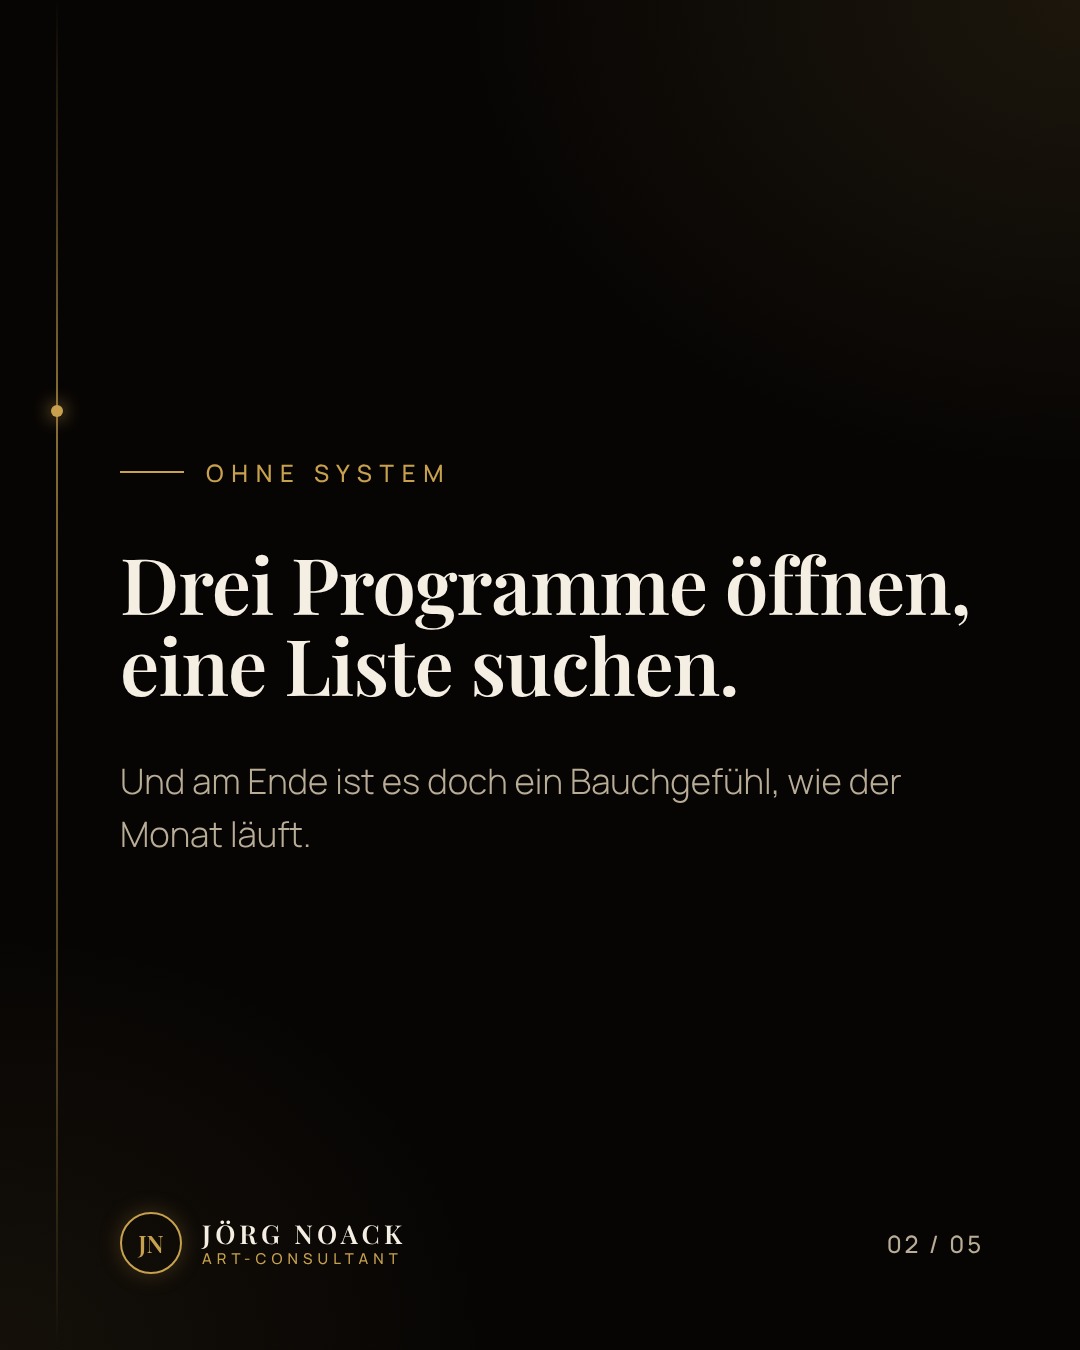 OHNE SYSTEM
Drei Programme öffnen,
eine Liste suchen.
Und am Ende ist es doch ein Bauchgefühl, wie der
Monat läuft.
JN
JÖRG NOACK
ART-CONSULTANT
02 / 05